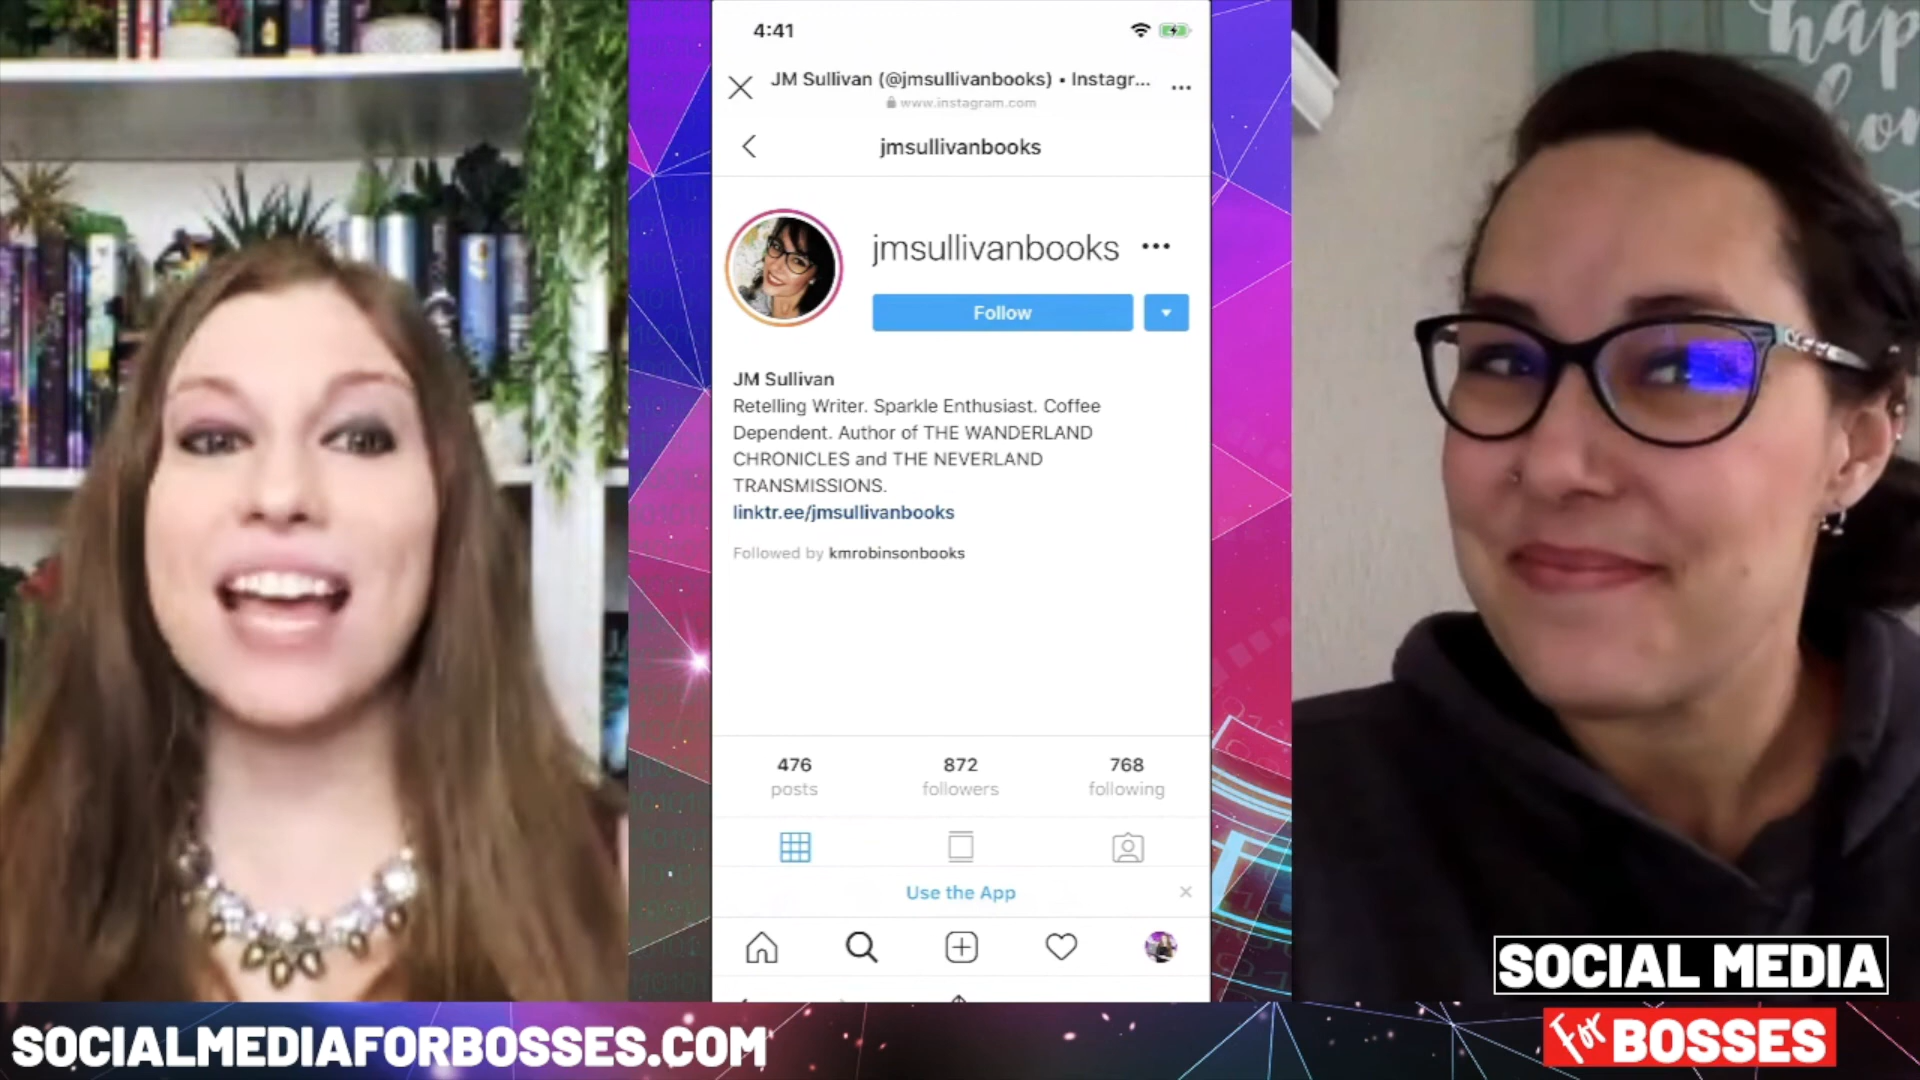 4:41
JM Sullivan (@jmsullivanbooks) • Instagr...
www.instagram.com
jmsullivanbooks
jmsullivanbooks
Follow
JM Sullivan
Retelling Writer. Sparkle Enthusiast. Coffee
Dependent. Author of THE WANDERLAND
CHRONICLES and THE NEVERLAND
TRANSMISSIONS.
linktr.ee/jmsullivanbooks
Followed by kmrobinsonbooks
476 872 768
posts followers following
Use the App
hap
SOCIAL MEDIA
For BOSSES
SOCIALMEDIAFORBOSSES.COM